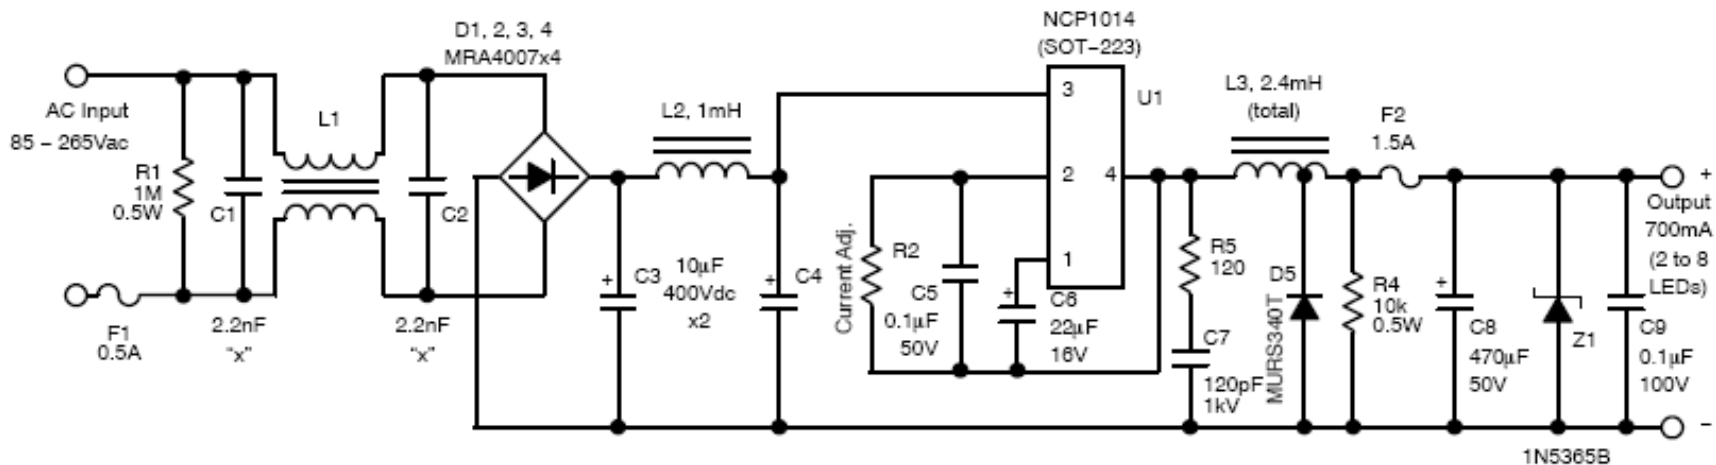 D1, 2, 3, 4
MRA4007x4
NCP1014
(SOT-223)
AC Input
85 - 265Vac
L1
L2, 1mH
3
U1
L3, 2.4mH
(total)
F2
1.5A
R1
1M
0.5W
C1
C2
2
4
+
Output
700mA
(2 to 8
LEDs)
Current Adj.
R2
1
R5
120
D5
MURS340T
R4
10k
0.5W
+
C3
10µF
400Vdc
x2
+
C4
C5
0.1µF
50V
+
C6
22µF
16V
C7
120pF
1kV
+
C8
470µF
50V
Z1
C9
0.1µF
100V
F1
0.5A
2.2nF
"x"
2.2nF
"x"
-
1N5365B